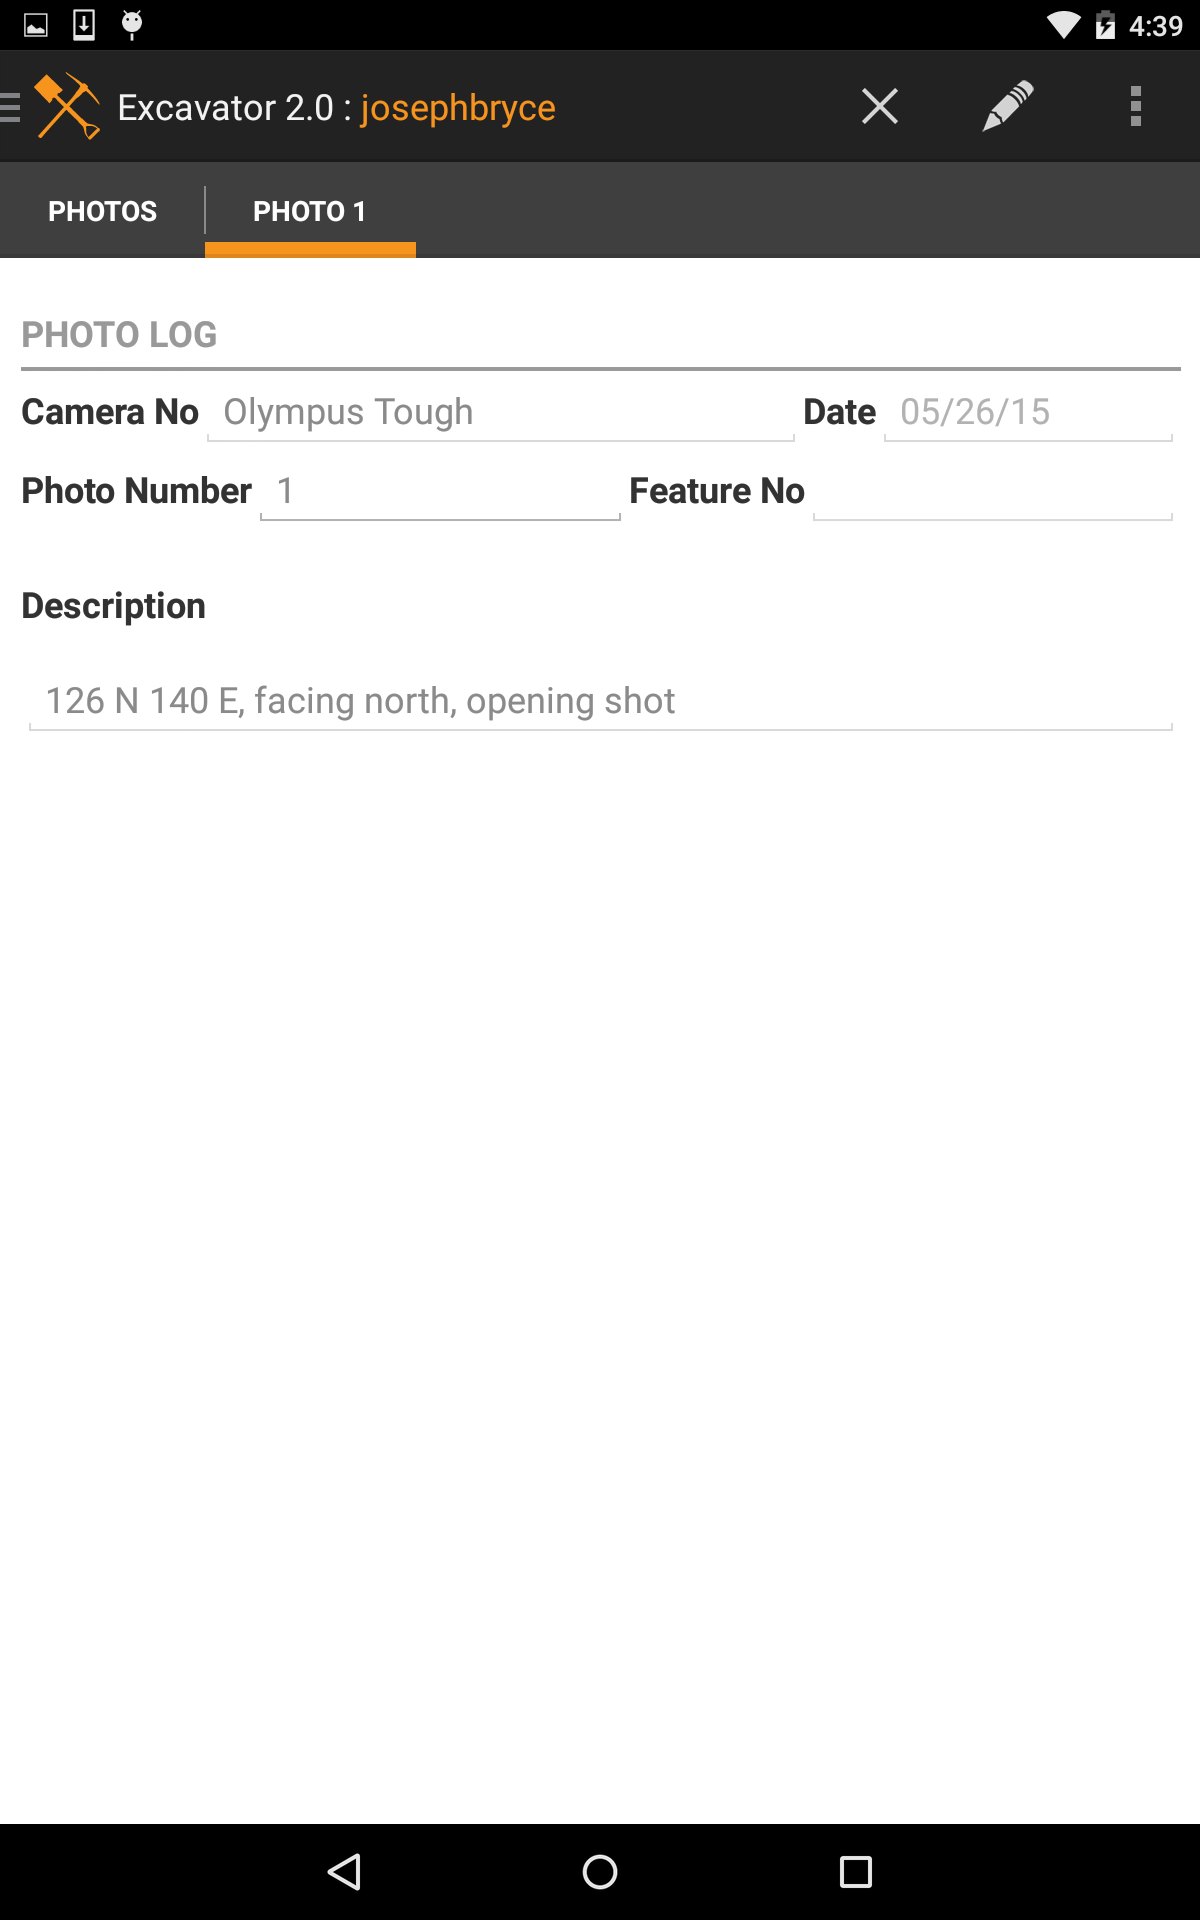 4:39
Excavator 2.0 : josephbryce
PHOTOS PHOTO 1
PHOTO LOG
Camera No Olympus Tough Date 05/26/15
Photo Number 1 Feature No
Description
126 N 140 E, facing north, opening shot